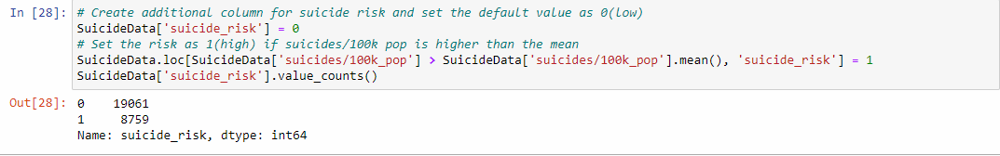 In [28]: # Create additional column for suicide risk and set the default value as 0(low)
SuicideData['suicide_risk'] = 0
# Set the risk as 1(high) if suicides/100k pop is higher than the mean
SuicideData.loc[SuicideData['suicides/100k_pop'] > SuicideData['suicides/100k_pop'].mean(), 'suicide_risk'] = 1
SuicideData['suicide_risk'].value_counts()
Out[28]: 0    19061
1     8759
Name: suicide_risk, dtype: int64